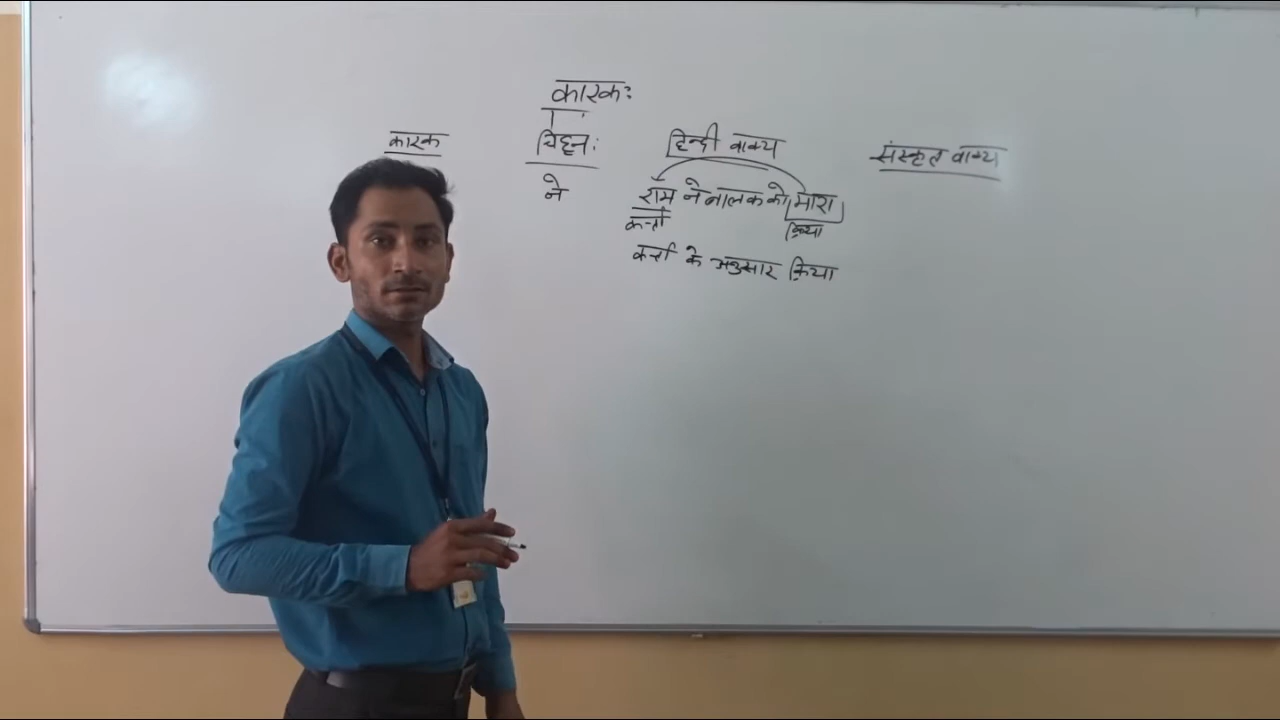 कारकः
कारक चिह्नः हिन्दी वाक्य संस्कृत वाक्य
ने राम ने बालक को मारा
कर्त्ता क्रिया
कर्त्ता के अनुसार क्रिया